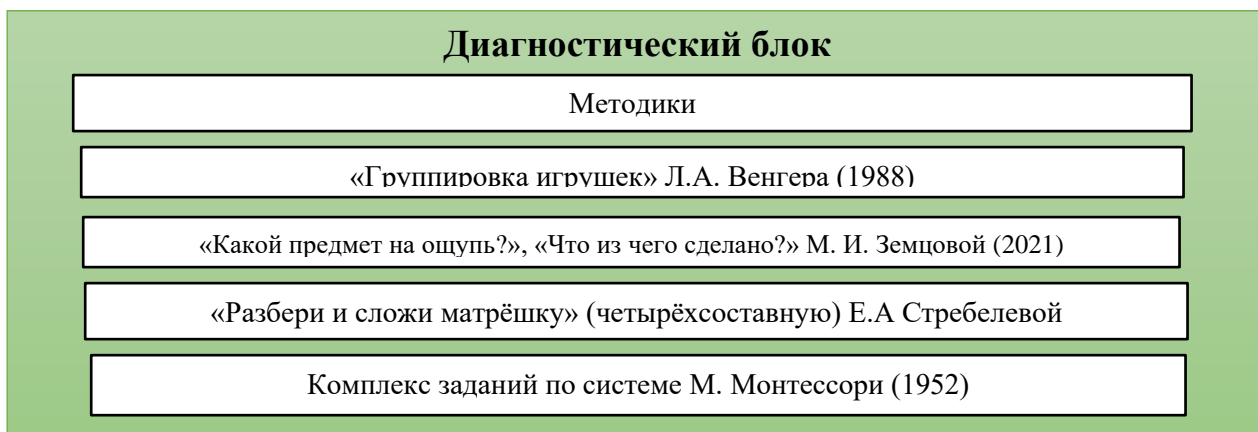 Диагностический блок
Методики
«Группировка игрушек» Л.А. Венгера (1988)
«Какой предмет на ощупь?», «Что из чего сделано?» М. И. Земцовой (2021)
«Разбери и сложи матрёшку» (четырёхсоставную) Е.А Стребелевой
Комплекс заданий по системе М. Монтессори (1952)